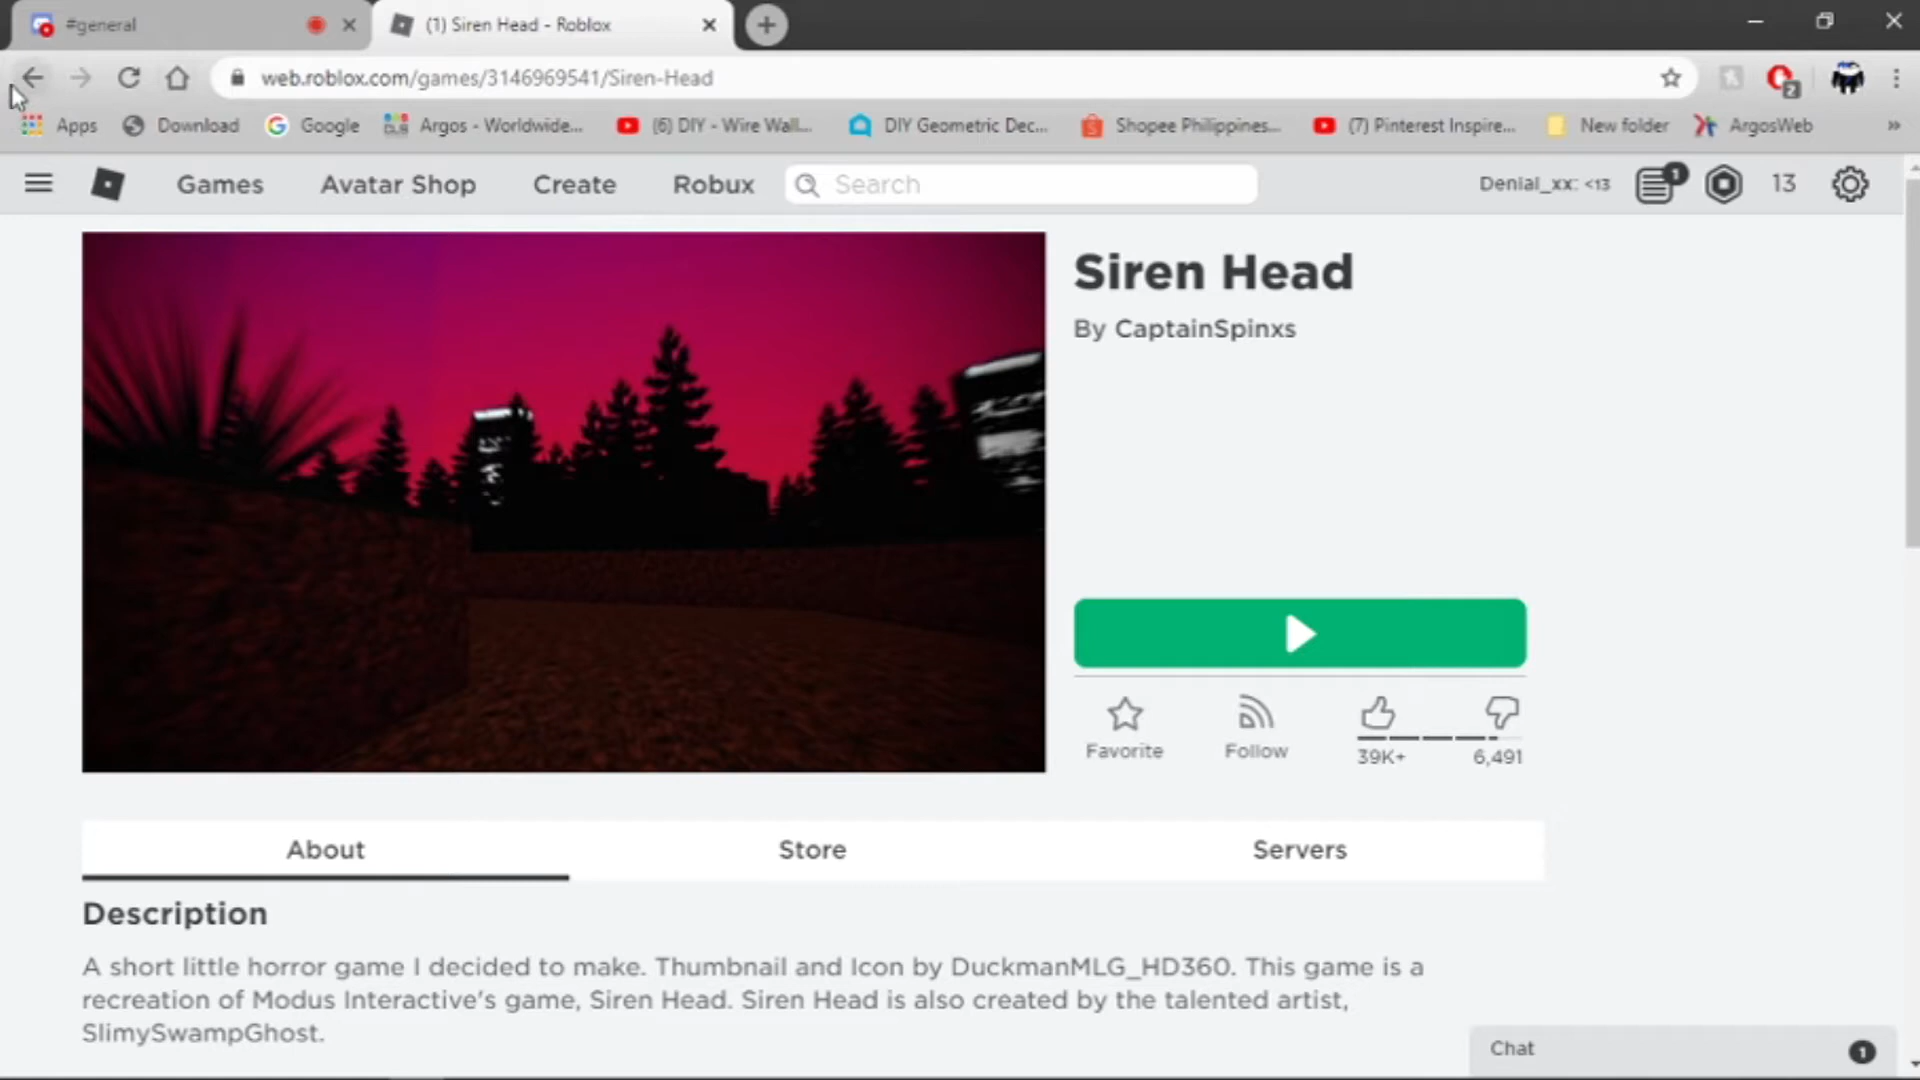 #general
(1) Siren Head - Roblox
web.roblox.com/games/3146969541/Siren-Head
2
Apps
Download
Google
Argos - Worldwide...
(6) DIY - Wire Wall...
DIY Geometric Dec...
Shopee Philippines...
(7) Pinterest Inspire...
New folder
ArgosWeb
»
Games
Avatar Shop
Create
Robux
Search
Denial_xx: <13
1
13
Siren Head
By CaptainSpinxs
Favorite
Follow
39K+
6,491
About
Store
Servers
Description
A short little horror game I decided to make. Thumbnail and Icon by DuckmanMLG_HD360. This game is a
recreation of Modus Interactive's game, Siren Head. Siren Head is also created by the talented artist,
SlimySwampGhost.
Chat
1